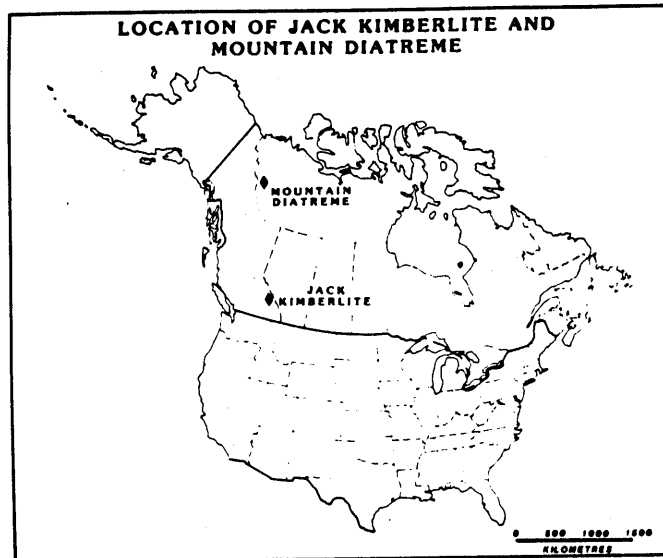 LOCATION OF JACK KIMBERLITE AND
MOUNTAIN DIATREME
MOUNTAIN
DIATREME
JACK
KIMBERLITE
0 500 1000 1500
KILOMETRES